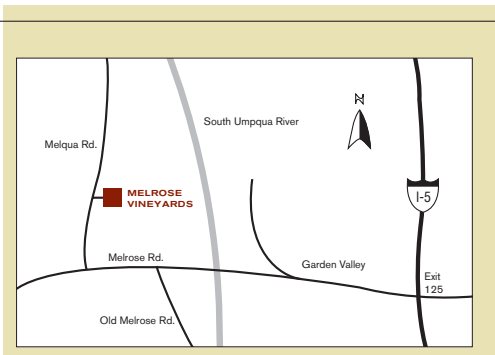 N
South Umpqua River
Melqua Rd.
I-5
MELROSE
VINEYARDS
Melrose Rd.
Garden Valley
Exit
125
Old Melrose Rd.